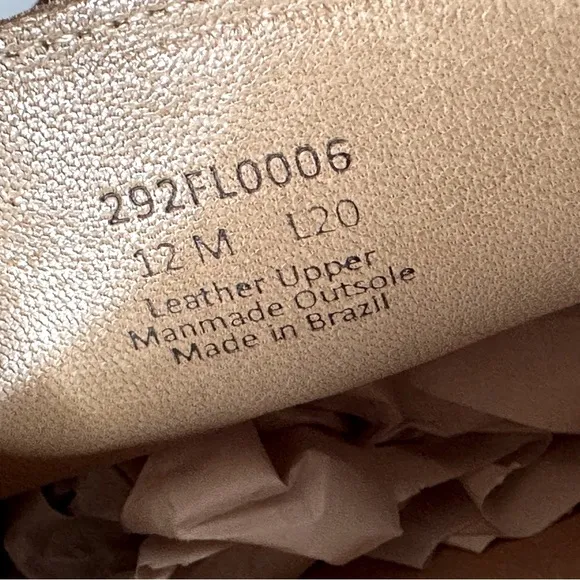 292FL0006
12 M L20
Leather Upper
Manmade Outsole
Made in Brazil